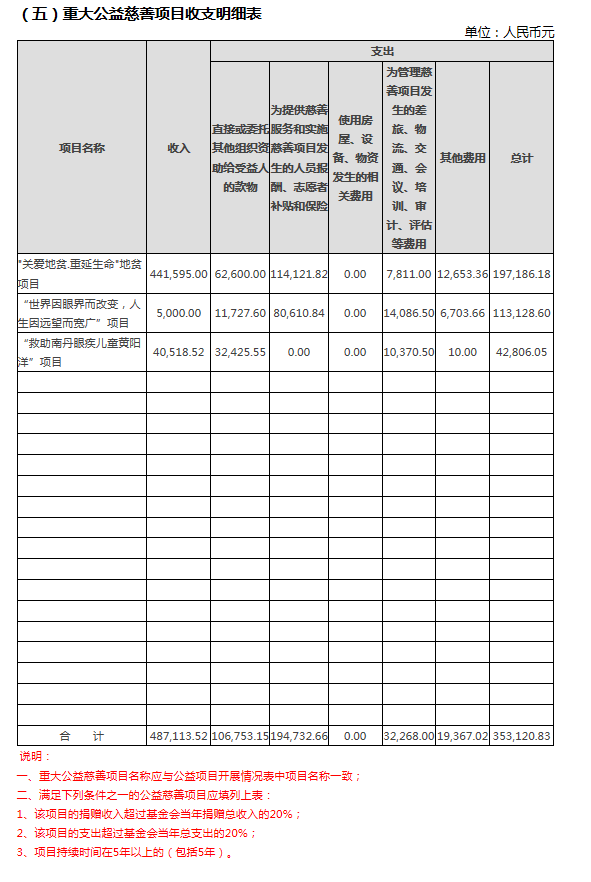 （五）重大公益慈善项目收支明细表
单位：人民币元
项目名称
收入
支出
直接或委托
其他组织资
助给受益人
的款物
为提供慈善
服务和实施
慈善项目发
生的人员报
酬、志愿者
补贴和保险
使用房
屋、设
备、物资
发生的相
关费用
为管理慈
善项目发
生的差
旅、物
流、交
通、会
议、培
训、审
计、评估
等费用
其他费用
总计
"关爱地贫.重延生命"地贫
项目
441,595.00 62,600.00 114,121.82 0.00 7,811.00 12,653.36 197,186.18
“世界因眼界而改变，人
生因远望而宽广”项目
5,000.00 11,727.60 80,610.84 0.00 14,086.50 6,703.66 113,128.60
“救助南丹眼疾儿童黄阳
洋”项目
40,518.52 32,425.55 0.00 0.00 10,370.50 10.00 42,806.05
合 计 487,113.52 106,753.15 194,732.66 0.00 32,268.00 19,367.02 353,120.83
说明：
一、重大公益慈善项目名称应与公益项目开展情况表中项目名称一致；
二、满足下列条件之一的公益慈善项目应填列上表：
1、该项目的捐赠收入超过基金会当年捐赠总收入的20%；
2、该项目的支出超过基金会当年总支出的20%；
3、项目持续时间在5年以上的（包括5年）。